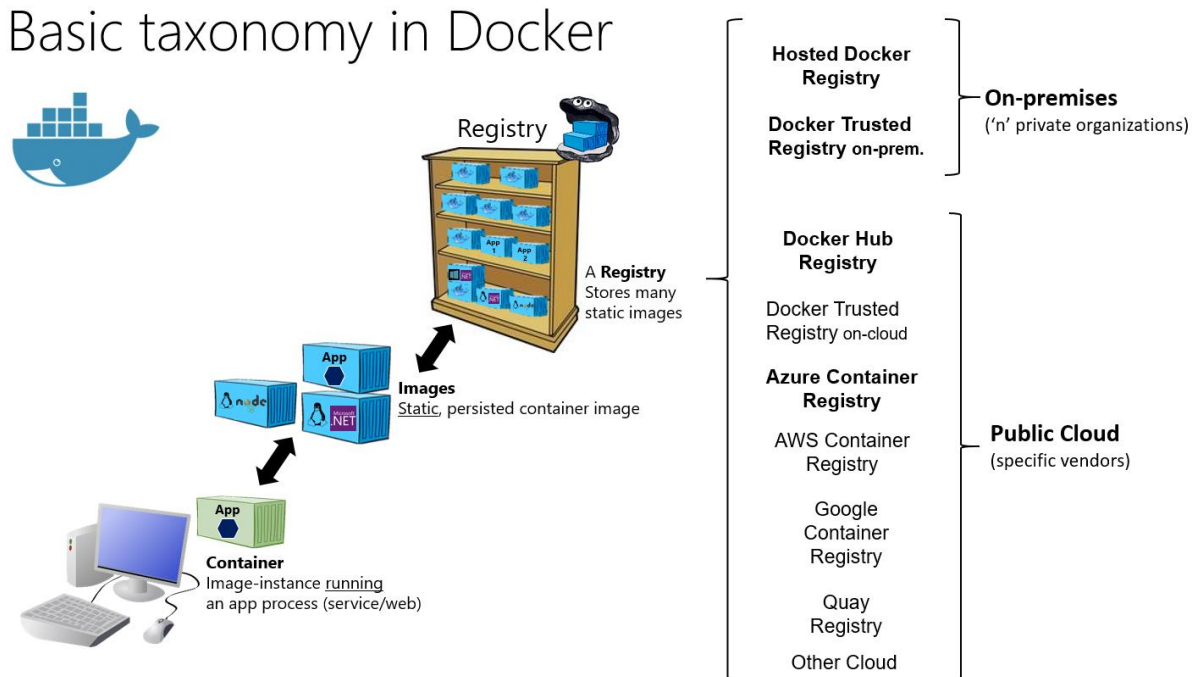 Basic taxonomy in Docker
Registry
App
1
App
2
.NET
.NET
node
A Registry
Stores many
static images
App
node
Microsoft
.NET
Images
Static, persisted container image
App
Container
Image-instance running
an app process (service/web)
Hosted Docker
Registry
Docker Trusted
Registry on-prem.
On-premises
('n' private organizations)
Docker Hub
Registry
Docker Trusted
Registry on-cloud
Azure Container
Registry
AWS Container
Registry
Google
Container
Registry
Quay
Registry
Other Cloud
Public Cloud
(specific vendors)